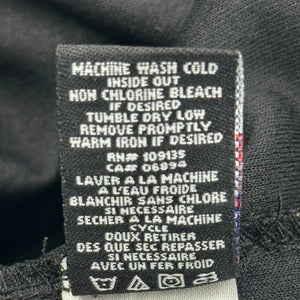 MACHINE WASH COLD
INSIDE OUT
NON CHLORINE BLEACH
IF DESIRED
TUMBLE DRY LOW
REMOVE PROMPTLY
WARM IRON IF DESIRED
RN# 109135
CA# 06894
LAVER A LA MACHINE
A L'EAU FROIDE
BLANCHIR SANS CHLORE
SI NECESSAIRE
SECHER A LA MACHINE
CYCLE
DOUX RETIRER
DES QUE SEC REPASSER
SI NECESSAIRE
AVEC UN FER FROID